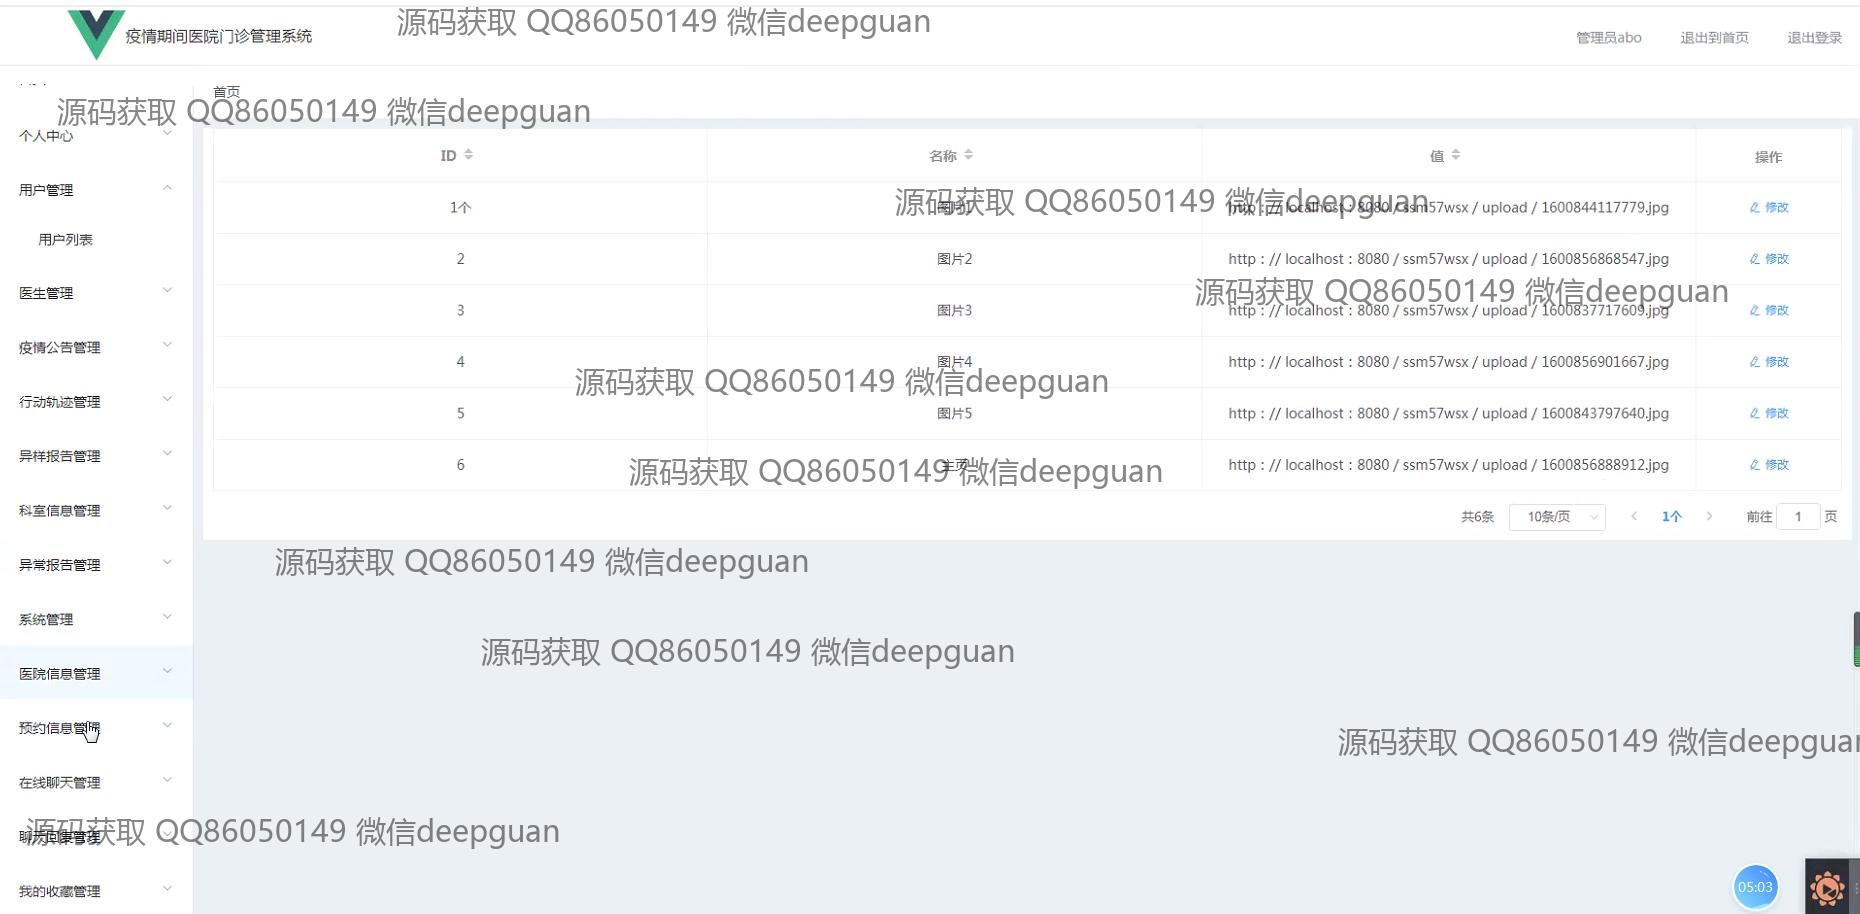 源码获取 QQ86050149 微信deepguan
疫情期间医院门诊管理系统
管理员abo
退出到首页
退出登录
首页
源码获取 QQ86050149 微信deepguan
个人中心
用户管理
用户列表
医生管理
疫情公告管理
行动轨迹管理
异样报告管理
科室信息管理
异常报告管理
系统管理
医院信息管理
预约信息管理
在线聊天管理
我的收藏管理
ID 名称 值 操作
1个 图片1 http : // localhost : 8080 / ssm57wsx / upload / 1600844117779.jpg 修改
源码获取 QQ86050149 微信deepguan
2 图片2 http : // localhost : 8080 / ssm57wsx / upload / 1600856868547.jpg 修改
源码获取 QQ86050149 微信deepguan
3 图片3 http : // localhost : 8080 / ssm57wsx / upload / 1600837717609.jpg 修改
4 图片4 http : // localhost : 8080 / ssm57wsx / upload / 1600856901667.jpg 修改
源码获取 QQ86050149 微信deepguan
5 图片5 http : // localhost : 8080 / ssm57wsx / upload / 1600843797640.jpg 修改
6 主页 http : // localhost : 8080 / ssm57wsx / upload / 1600856888912.jpg 修改
源码获取 QQ86050149 微信deepguan
共6条 10条/页 1个 前往 1 页
源码获取 QQ86050149 微信deepguan
源码获取 QQ86050149 微信deepguan
源码获取 QQ86050149 微信deepguan
源码获取 QQ86050149 微信deepguan
05:03